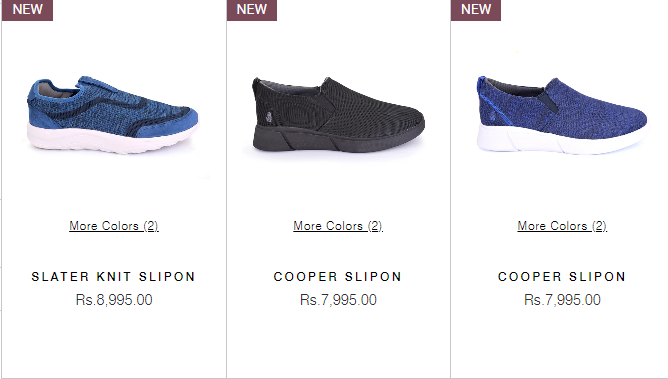 NEW
NEW
NEW
More Colors (2)
More Colors (2)
More Colors (2)
SLATER KNIT SLIPON
COOPER SLIPON
COOPER SLIPON
Rs.8,995.00
Rs.7,995.00
Rs.7,995.00